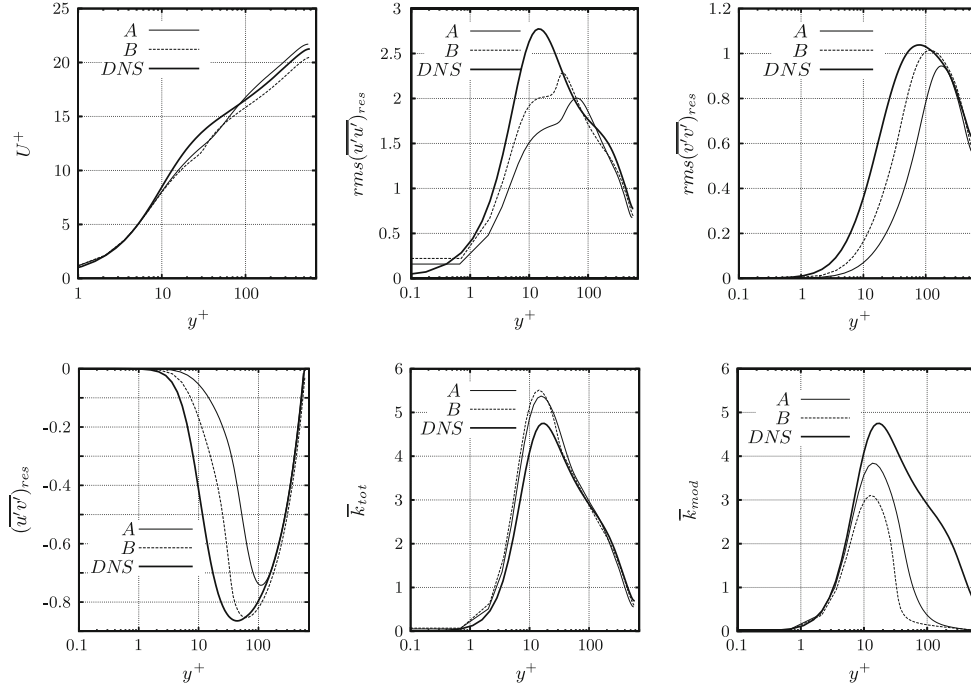 25
20
15
10
5
0
1
10
100
U⁺
y⁺
A
B
DNS
3
2.5
2
1.5
1
0.5
0
0.1
1
10
100
rms(u'u')res
y⁺
A
B
DNS
1.2
1
0.8
0.6
0.4
0.2
0
0.1
1
10
100
rms(v'v')res
y⁺
A
B
DNS
0
-0.2
-0.4
-0.6
-0.8
0.1
1
10
100
(u'v')res
y⁺
A
B
DNS
6
5
4
3
2
1
0
0.1
1
10
100
k̅tot
y⁺
A
B
DNS
6
5
4
3
2
1
0
0.1
1
10
100
k̅mod
y⁺
A
B
DNS